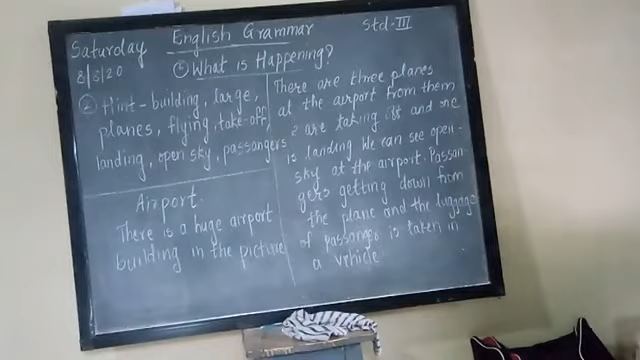 Saturday
8/8/20
English Grammar
Std-III
① What is Happening?
② Hint - building, large,
planes, flying, take-off,
landing, open sky, passengers
Airport
There is a huge airport
building in the picture
There are three planes
at the airport from them
2 are taking off and one
is landing We can see open-
sky at the airport. Passan-
gers getting down from
the plane and the luggage
of passangers is taken in
a vehicle